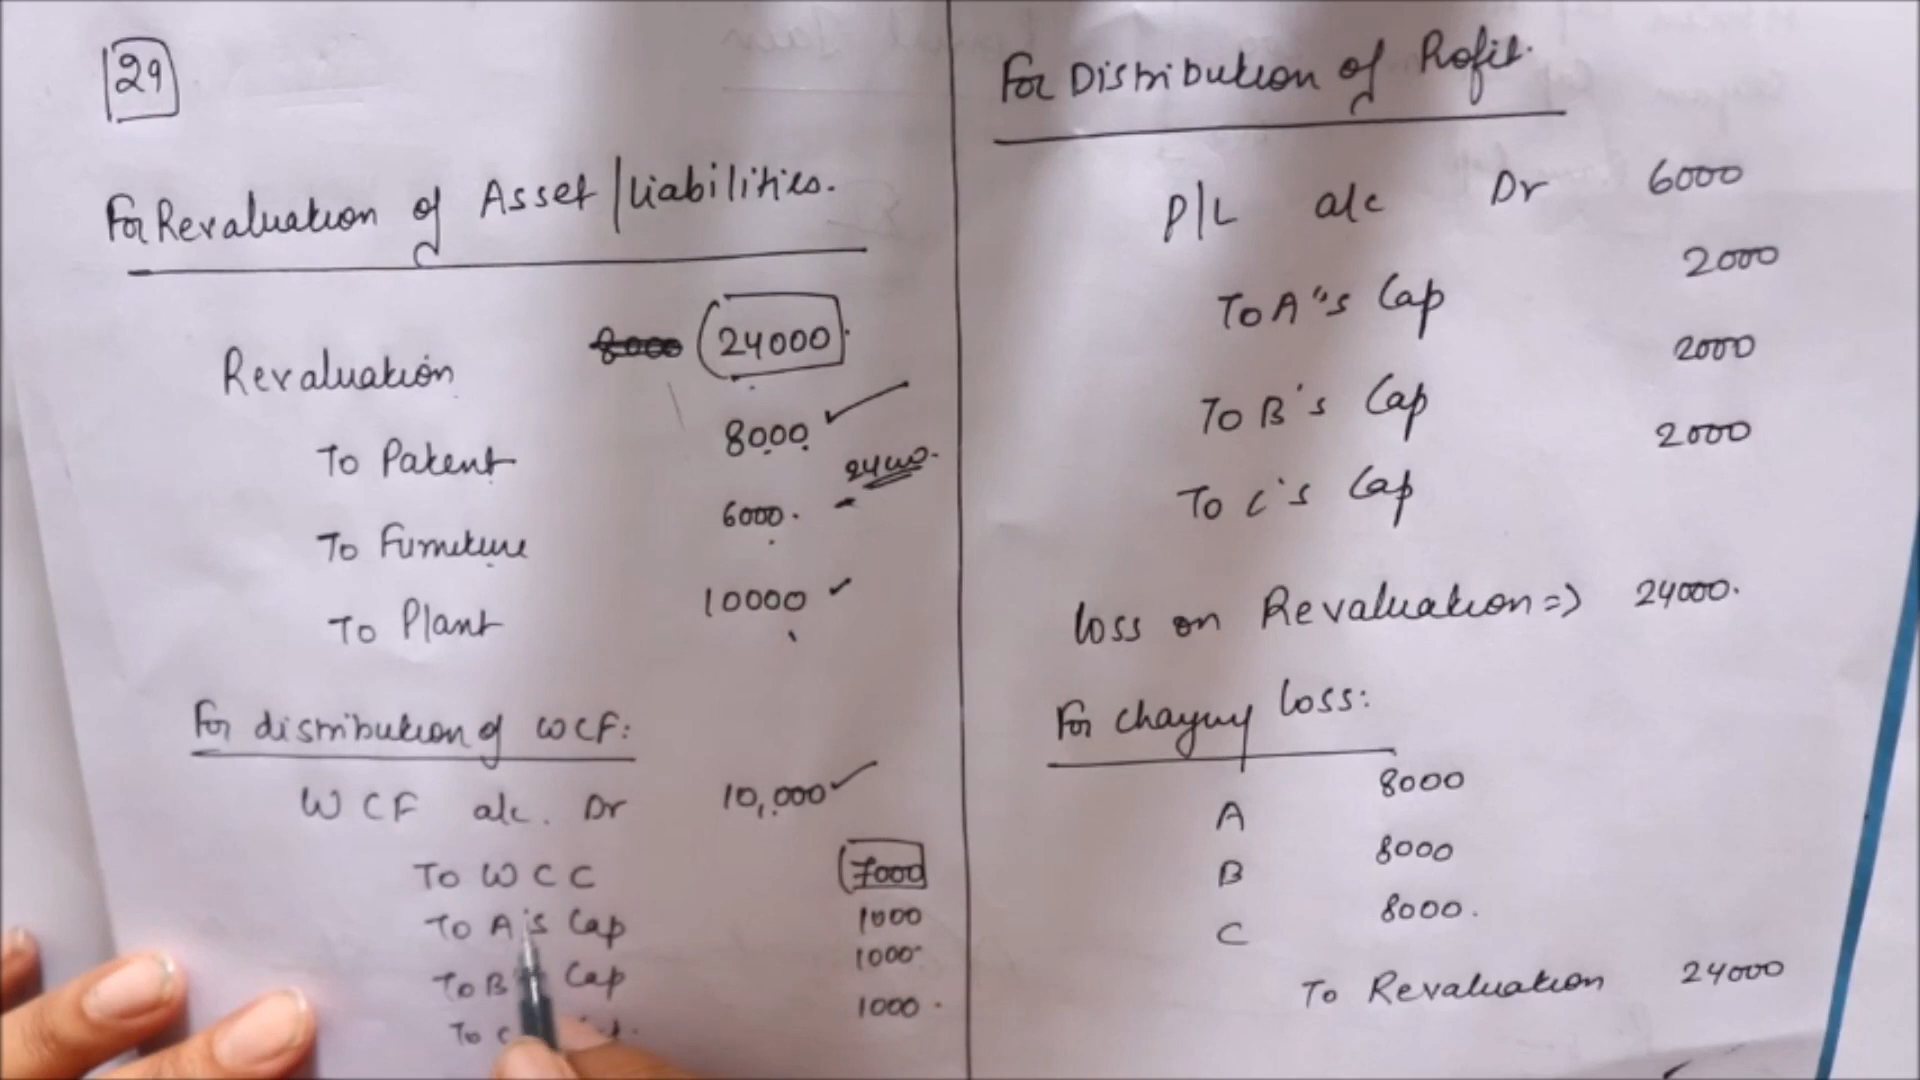 29
For Revaluation of Asset/liabilities.
Revaluation 8000 24000
To Patent 8000
2400.
To Furniture 6000.
To Plant 10000
For distribution of WCF:
WCF a/c. Dr 10,000
To WCC 7000
To A's Cap 1000
To B Cap 1000
To C 1000.
For Distribution of Profit.
P/L a/c Dr 6000
To A"s Cap 2000
To B's Cap 2000
To C's Cap 2000
loss on Revaluation=) 24000.
For loss:
A 8000
B 8000
C 8000.
To Revaluation 24000